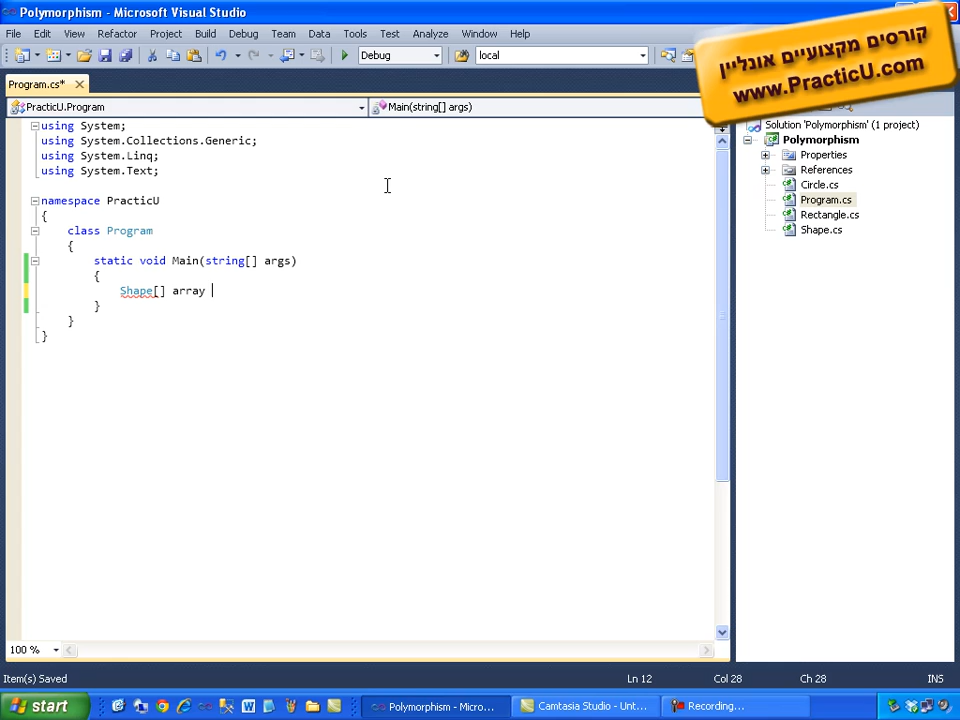 Polymorphism - Microsoft Visual Studio
File Edit View Refactor Project Build Debug Team Data Tools Test Analyze Window Help
קורסים מקצועיים אונליין
www.PracticU.com
Debug local
Program.cs*
PracticU.Program Main(string[] args)
using System;
using System.Collections.Generic;
using System.Linq;
using System.Text;
namespace PracticU
{
class Program
{
static void Main(string[] args)
{
Shape[] array
}
}
}
Solution 'Polymorphism' (1 project)
Polymorphism
Properties
References
Circle.cs
Program.cs
Rectangle.cs
Shape.cs
100 %
Item(s) Saved Ln 12 Col 28 Ch 28 INS
start Polymorphism - Micro... Camtasia Studio - Unt... Recording...